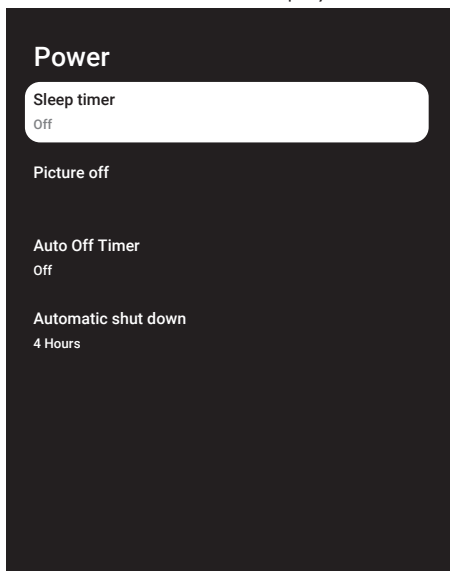 Power
Sleep timer
Off
Picture off
Auto Off Timer
Off
Automatic shut down
4 Hours